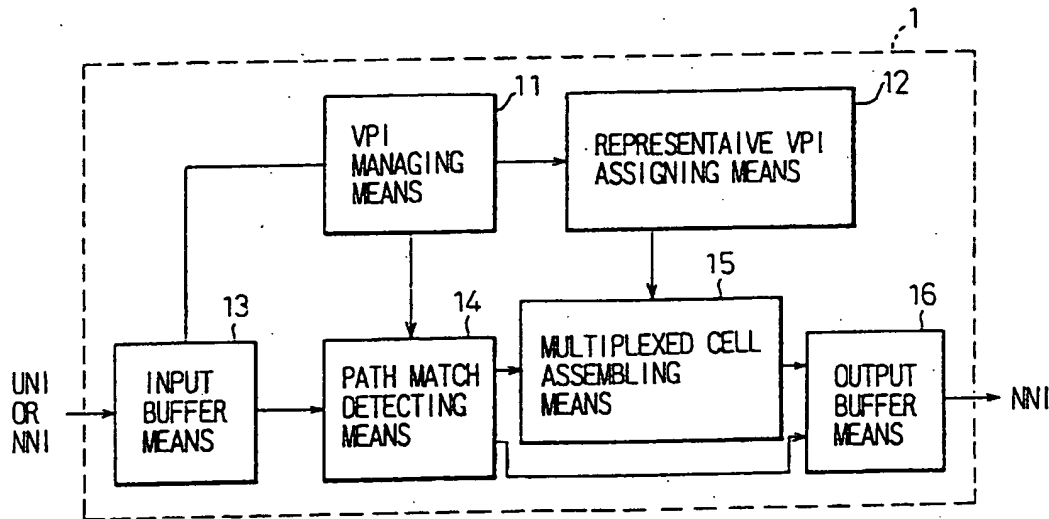 1
11
12
VPI
MANAGING
MEANS
REPRESENTAIVE VPI
ASSIGNING MEANS
13
14
15
16
UNI
OR
NNI
INPUT
BUFFER
MEANS
PATH MATCH
DETECTING
MEANS
MULTIPLEXED CELL
ASSEMBLING
MEANS
OUTPUT
BUFFER
MEANS
NNI